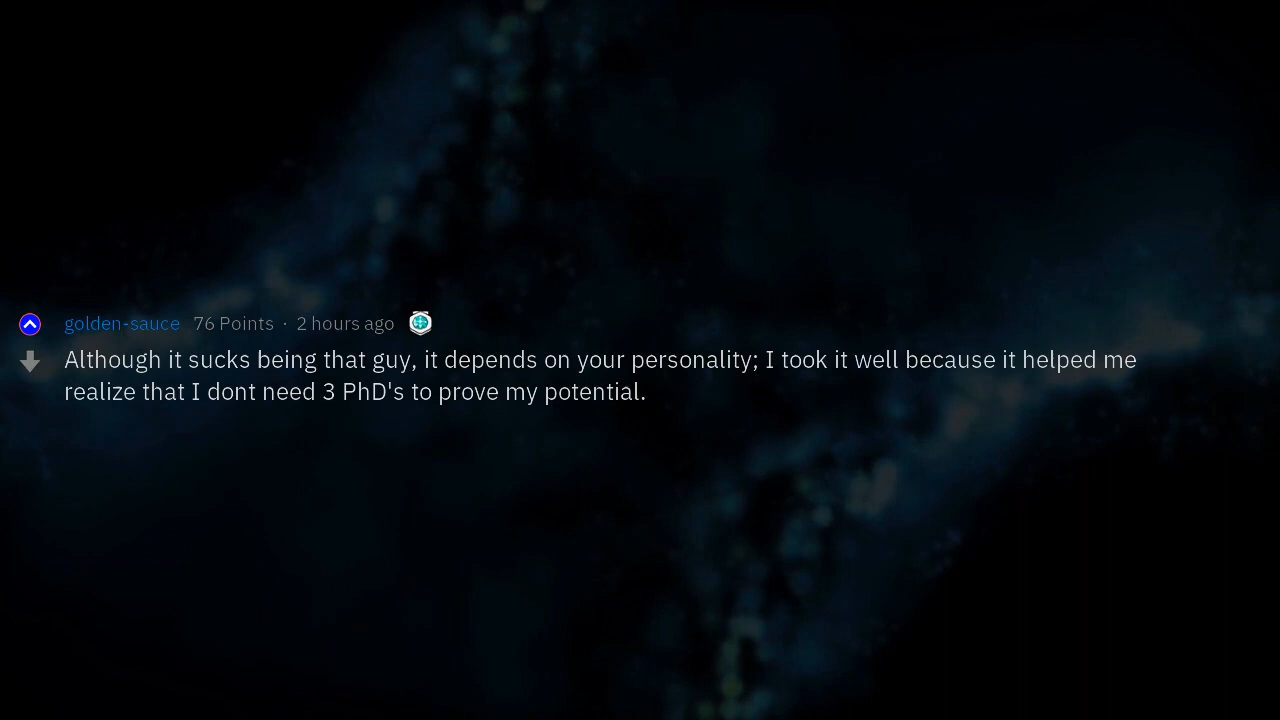 golden-sauce 76 Points · 2 hours ago
Although it sucks being that guy, it depends on your personality; I took it well because it helped me
realize that I dont need 3 PhD's to prove my potential.